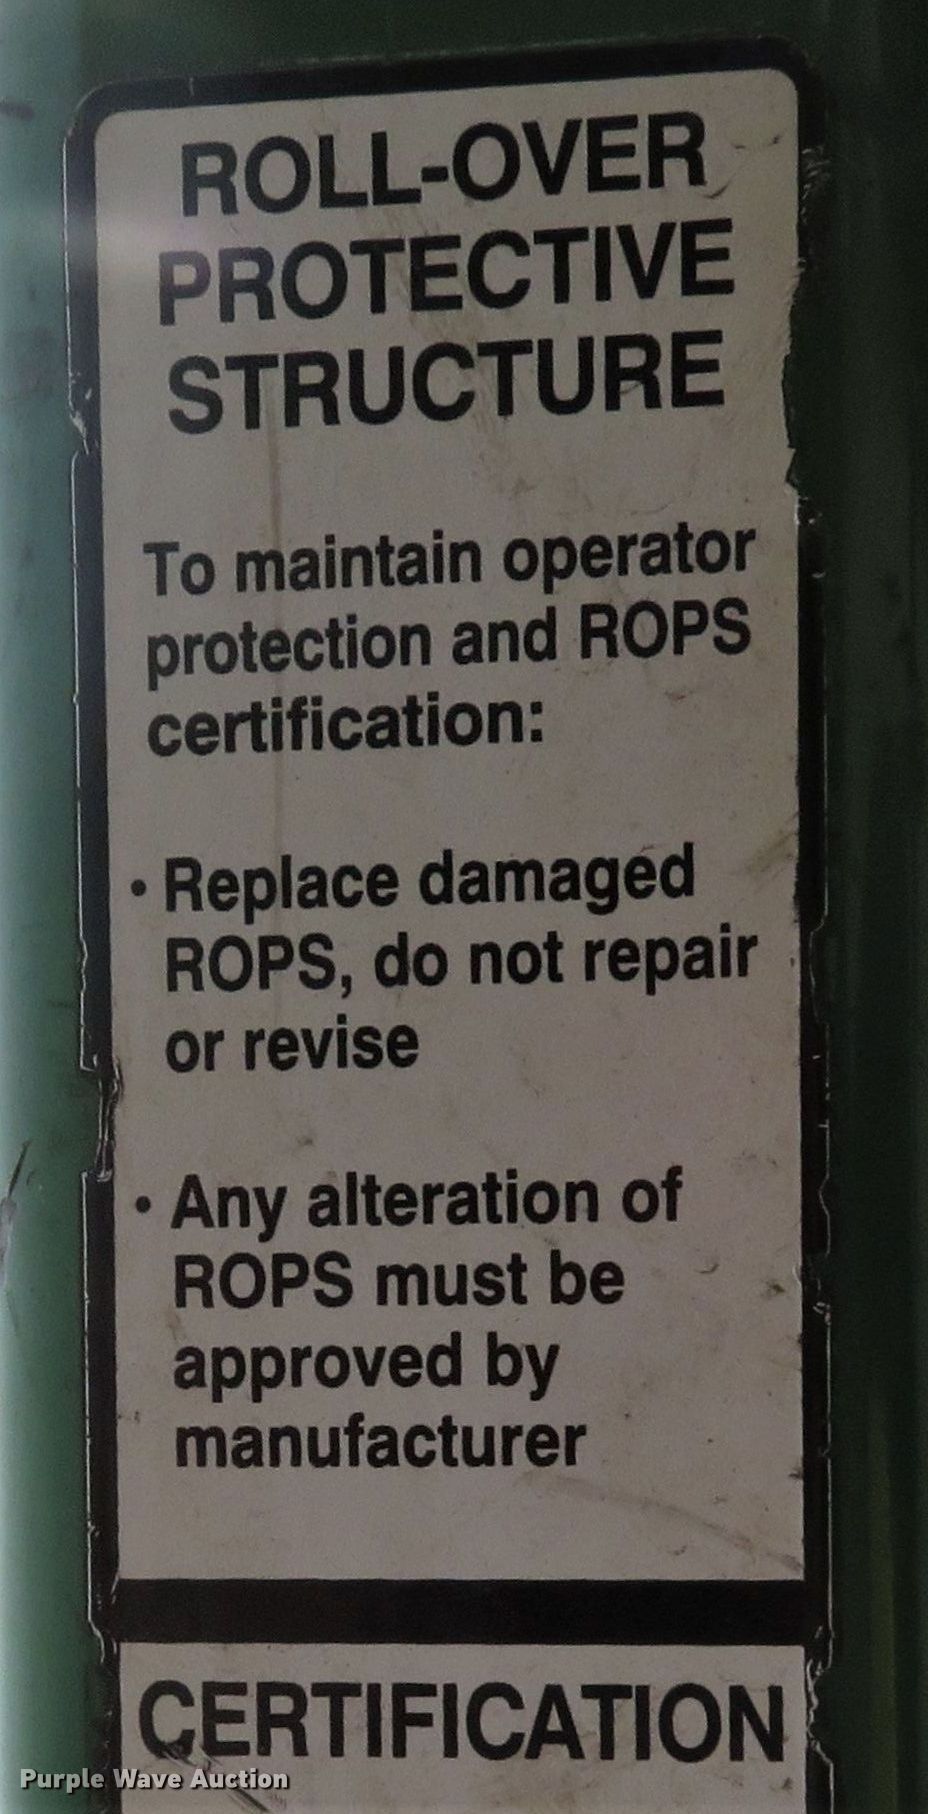 ROLL-OVER
PROTECTIVE
STRUCTURE
To maintain operator
protection and ROPS
certification:
• Replace damaged
ROPS, do not repair
or revise
• Any alteration of
ROPS must be
approved by
manufacturer
CERTIFICATION
Purple Wave Auction